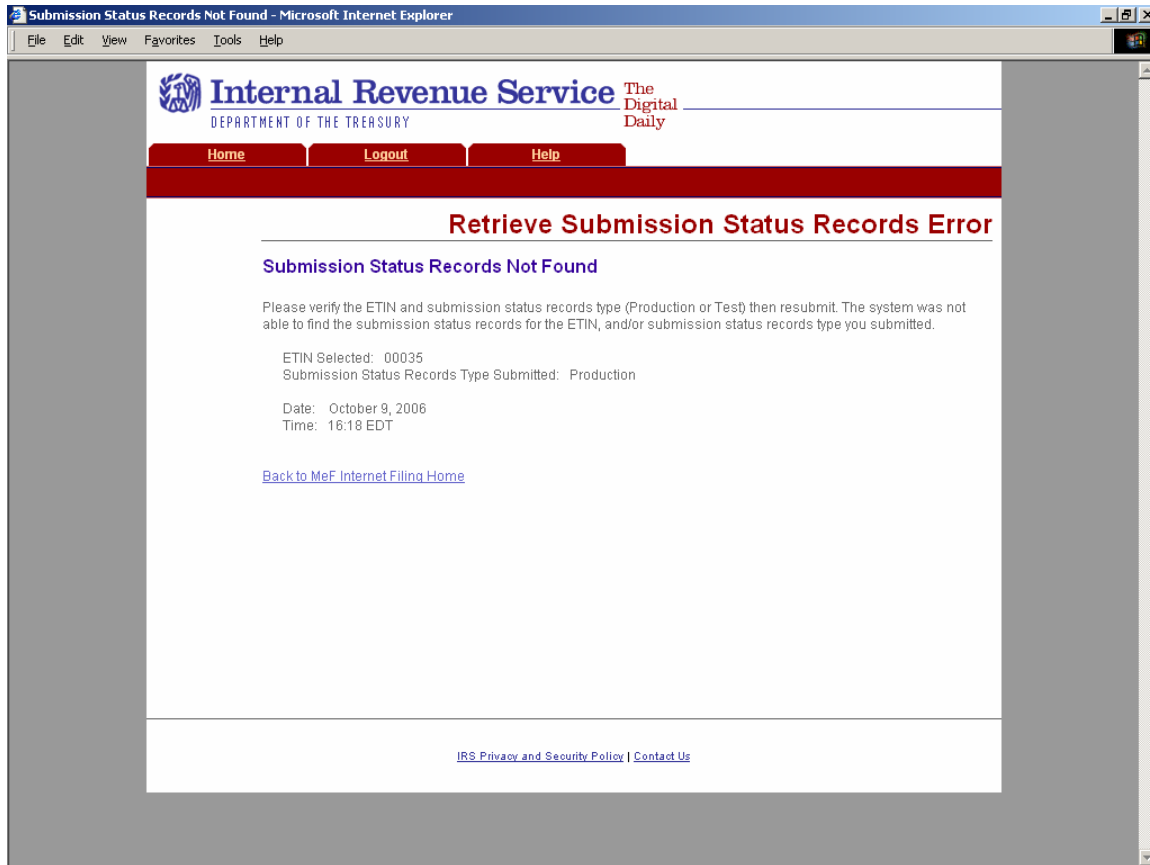 Submission Status Records Not Found - Microsoft Internet Explorer
File Edit View Favorites Tools Help
Internal Revenue Service
DEPARTMENT OF THE TREASURY
The
Digital
Daily
Home Logout Help
Retrieve Submission Status Records Error
Submission Status Records Not Found
Please verify the ETIN and submission status records type (Production or Test) then resubmit. The system was not
able to find the submission status records for the ETIN, and/or submission status records type you submitted.
ETIN Selected: 00035
Submission Status Records Type Submitted: Production
Date: October 9, 2006
Time: 16:18 EDT
Back to MeF Internet Filing Home
IRS Privacy and Security Policy | Contact Us